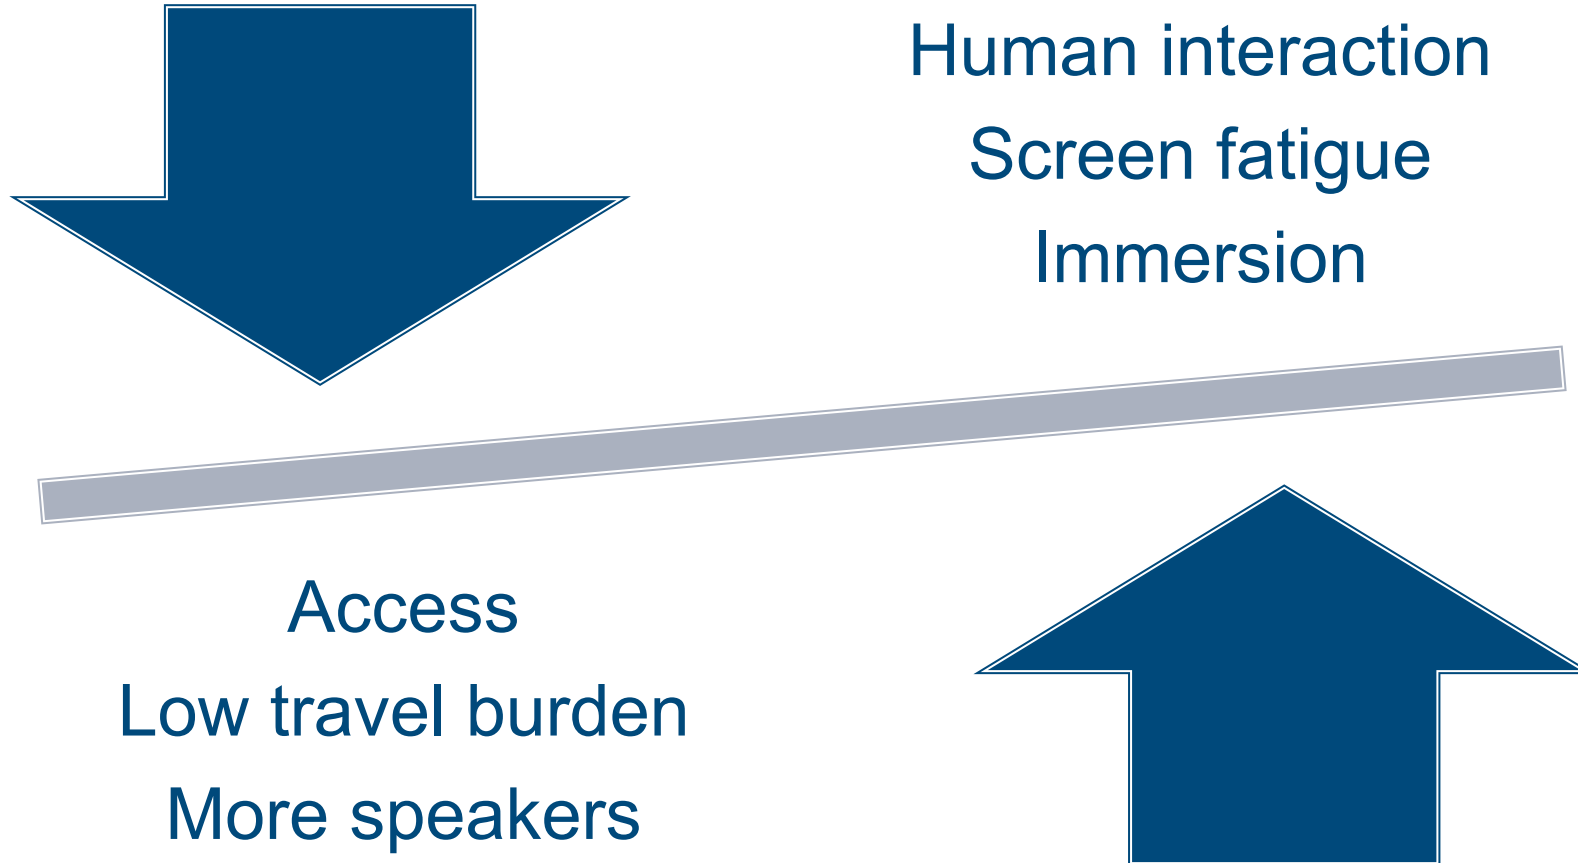 Human interaction
Screen fatigue
Immersion
Access
Low travel burden
More speakers